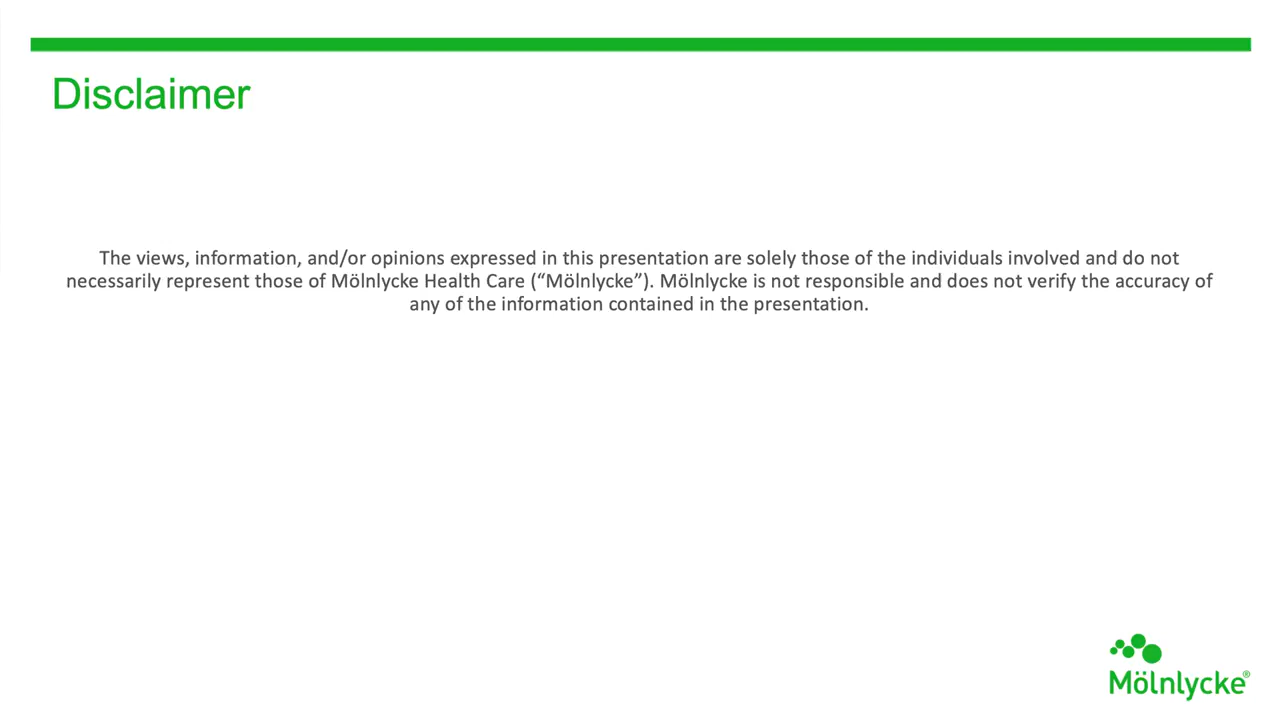 Disclaimer
The views, information, and/or opinions expressed in this presentation are solely those of the individuals involved and do not
necessarily represent those of Mölnlycke Health Care (“Mölnlycke”). Mölnlycke is not responsible and does not verify the accuracy of
any of the information contained in the presentation.
Mölnlycke®